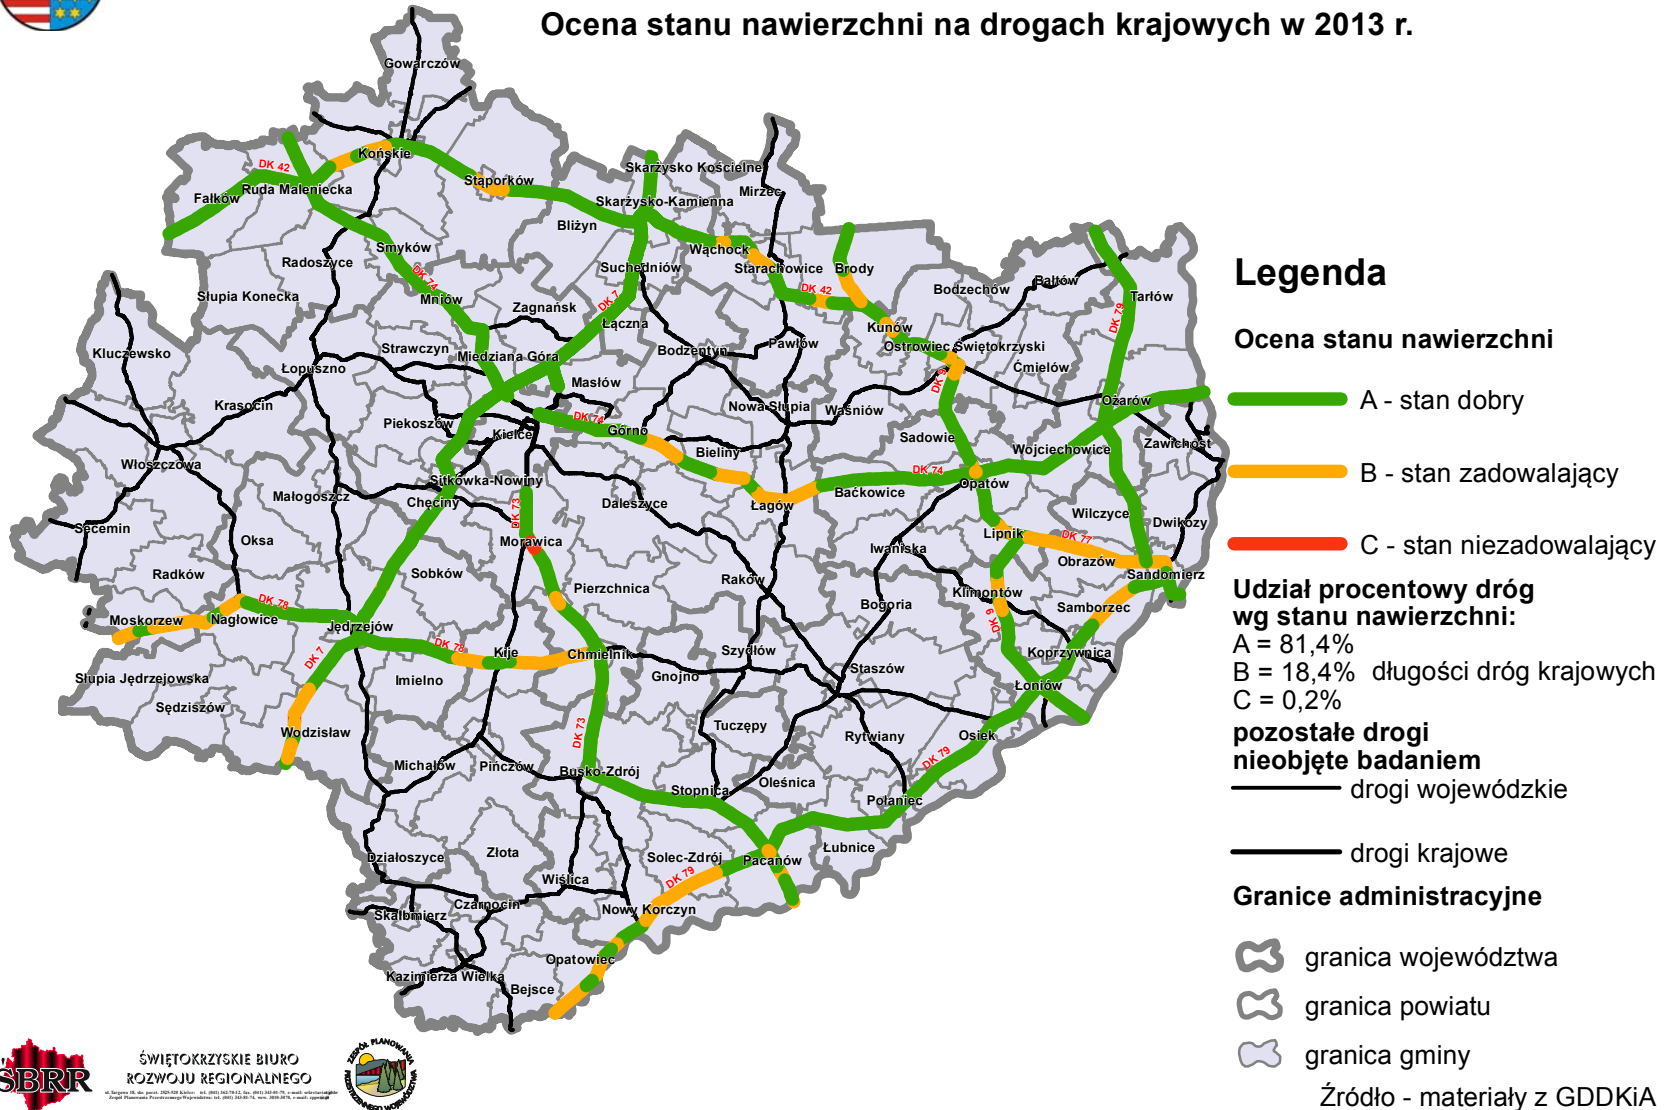 Ocena stanu nawierzchni na drogach krajowych w 2013 r.
Gowarczów
Końskie
DK 42
Fałków
Ruda Maleniecka
Stąporków
Skarżysko Kościelne
Mirzec
Skarżysko-Kamienna
Bliżyn
Smyków
Radoszyce
DK 74
Słupia Konecka
Mniów
Zagnańsk
Suchedniów
DK 7
Łączna
Wąchock
Starachowice
Brody
DK 42
Bodzechów
Bałtów
Tarłów
DK 79
Kunów
Ostrowiec Świętokrzyski
Ćmielów
DK 9
Kluczewsko
Strawczyn
Miedziana Góra
Łopuszno
Masłów
Bodzentyn
Pawłów
Krasocin
Piekoszów
Kielce
DK 74
Górno
Nowa Słupia
Waśniów
Ożarów
Sadowie
Wojciechowice
Zawichost
Włoszczowa
Bieliny
Małogoszcz
Sitkówka-Nowiny
Chęciny
DK 73
Daleszyce
Łagów
Baćkowice
DK 74
Opatów
Wilczyce
Dwikozy
Secemin
Oksa
Morawica
Iwaniska
Lipnik
DK 77
Obrazów
Sandomierz
Radków
Sobków
Pierzchnica
Raków
Bogoria
Klimontów
Samborzec
DK 9
Moskorzew
Nagłowice
DK 78
Jędrzejów
DK 78
Kije
Chmielnik
Szydłów
Staszów
Koprzywnica
Łoniów
DK 7
Słupia Jędrzejowska
Imielno
Gnojno
Sędziszów
Wodzisław
DK 73
Tuczępy
Rytwiany
Osiek
Michałów
Pińczów
Busko-Zdrój
Stopnica
Oleśnica
DK 79
Połaniec
Działoszyce
Złota
Solec-Zdrój
Pacanów
Łubnice
Wiślica
DK 79
Skalbmierz
Czarnocin
Nowy Korczyn
Kazimierza Wielka
Opatowiec
Bejsce
Legenda
Ocena stanu nawierzchni
A - stan dobry
B - stan zadowalający
C - stan niezadowalający
Udział procentowy dróg
wg stanu nawierzchni:
A = 81,4%
B = 18,4% długości dróg krajowych
C = 0,2%
pozostałe drogi
nieobjęte badaniem
drogi wojewódzkie
drogi krajowe
Granice administracyjne
granica województwa
granica powiatu
granica gminy
Źródło - materiały z GDDKiA
ŚBRR
ŚWIĘTOKRZYSKIE BIURO
ROZWOJU REGIONALNEGO
ZESPÓŁ PLANOWANIA
PRZESTRZENNEGO WOJEWÓDZTWA